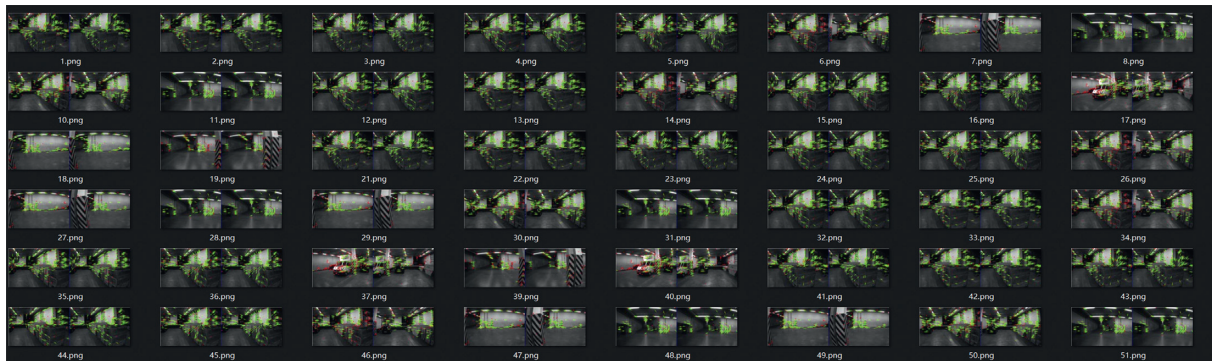 1.png 2.png 3.png 4.png 5.png 6.png 7.png 8.png
10.png 11.png 12.png 13.png 14.png 15.png 16.png 17.png
18.png 19.png 21.png 22.png 23.png 24.png 25.png 26.png
27.png 28.png 29.png 30.png 31.png 32.png 33.png 34.png
35.png 36.png 37.png 39.png 40.png 41.png 42.png 43.png
44.png 45.png 46.png 47.png 48.png 49.png 50.png 51.png